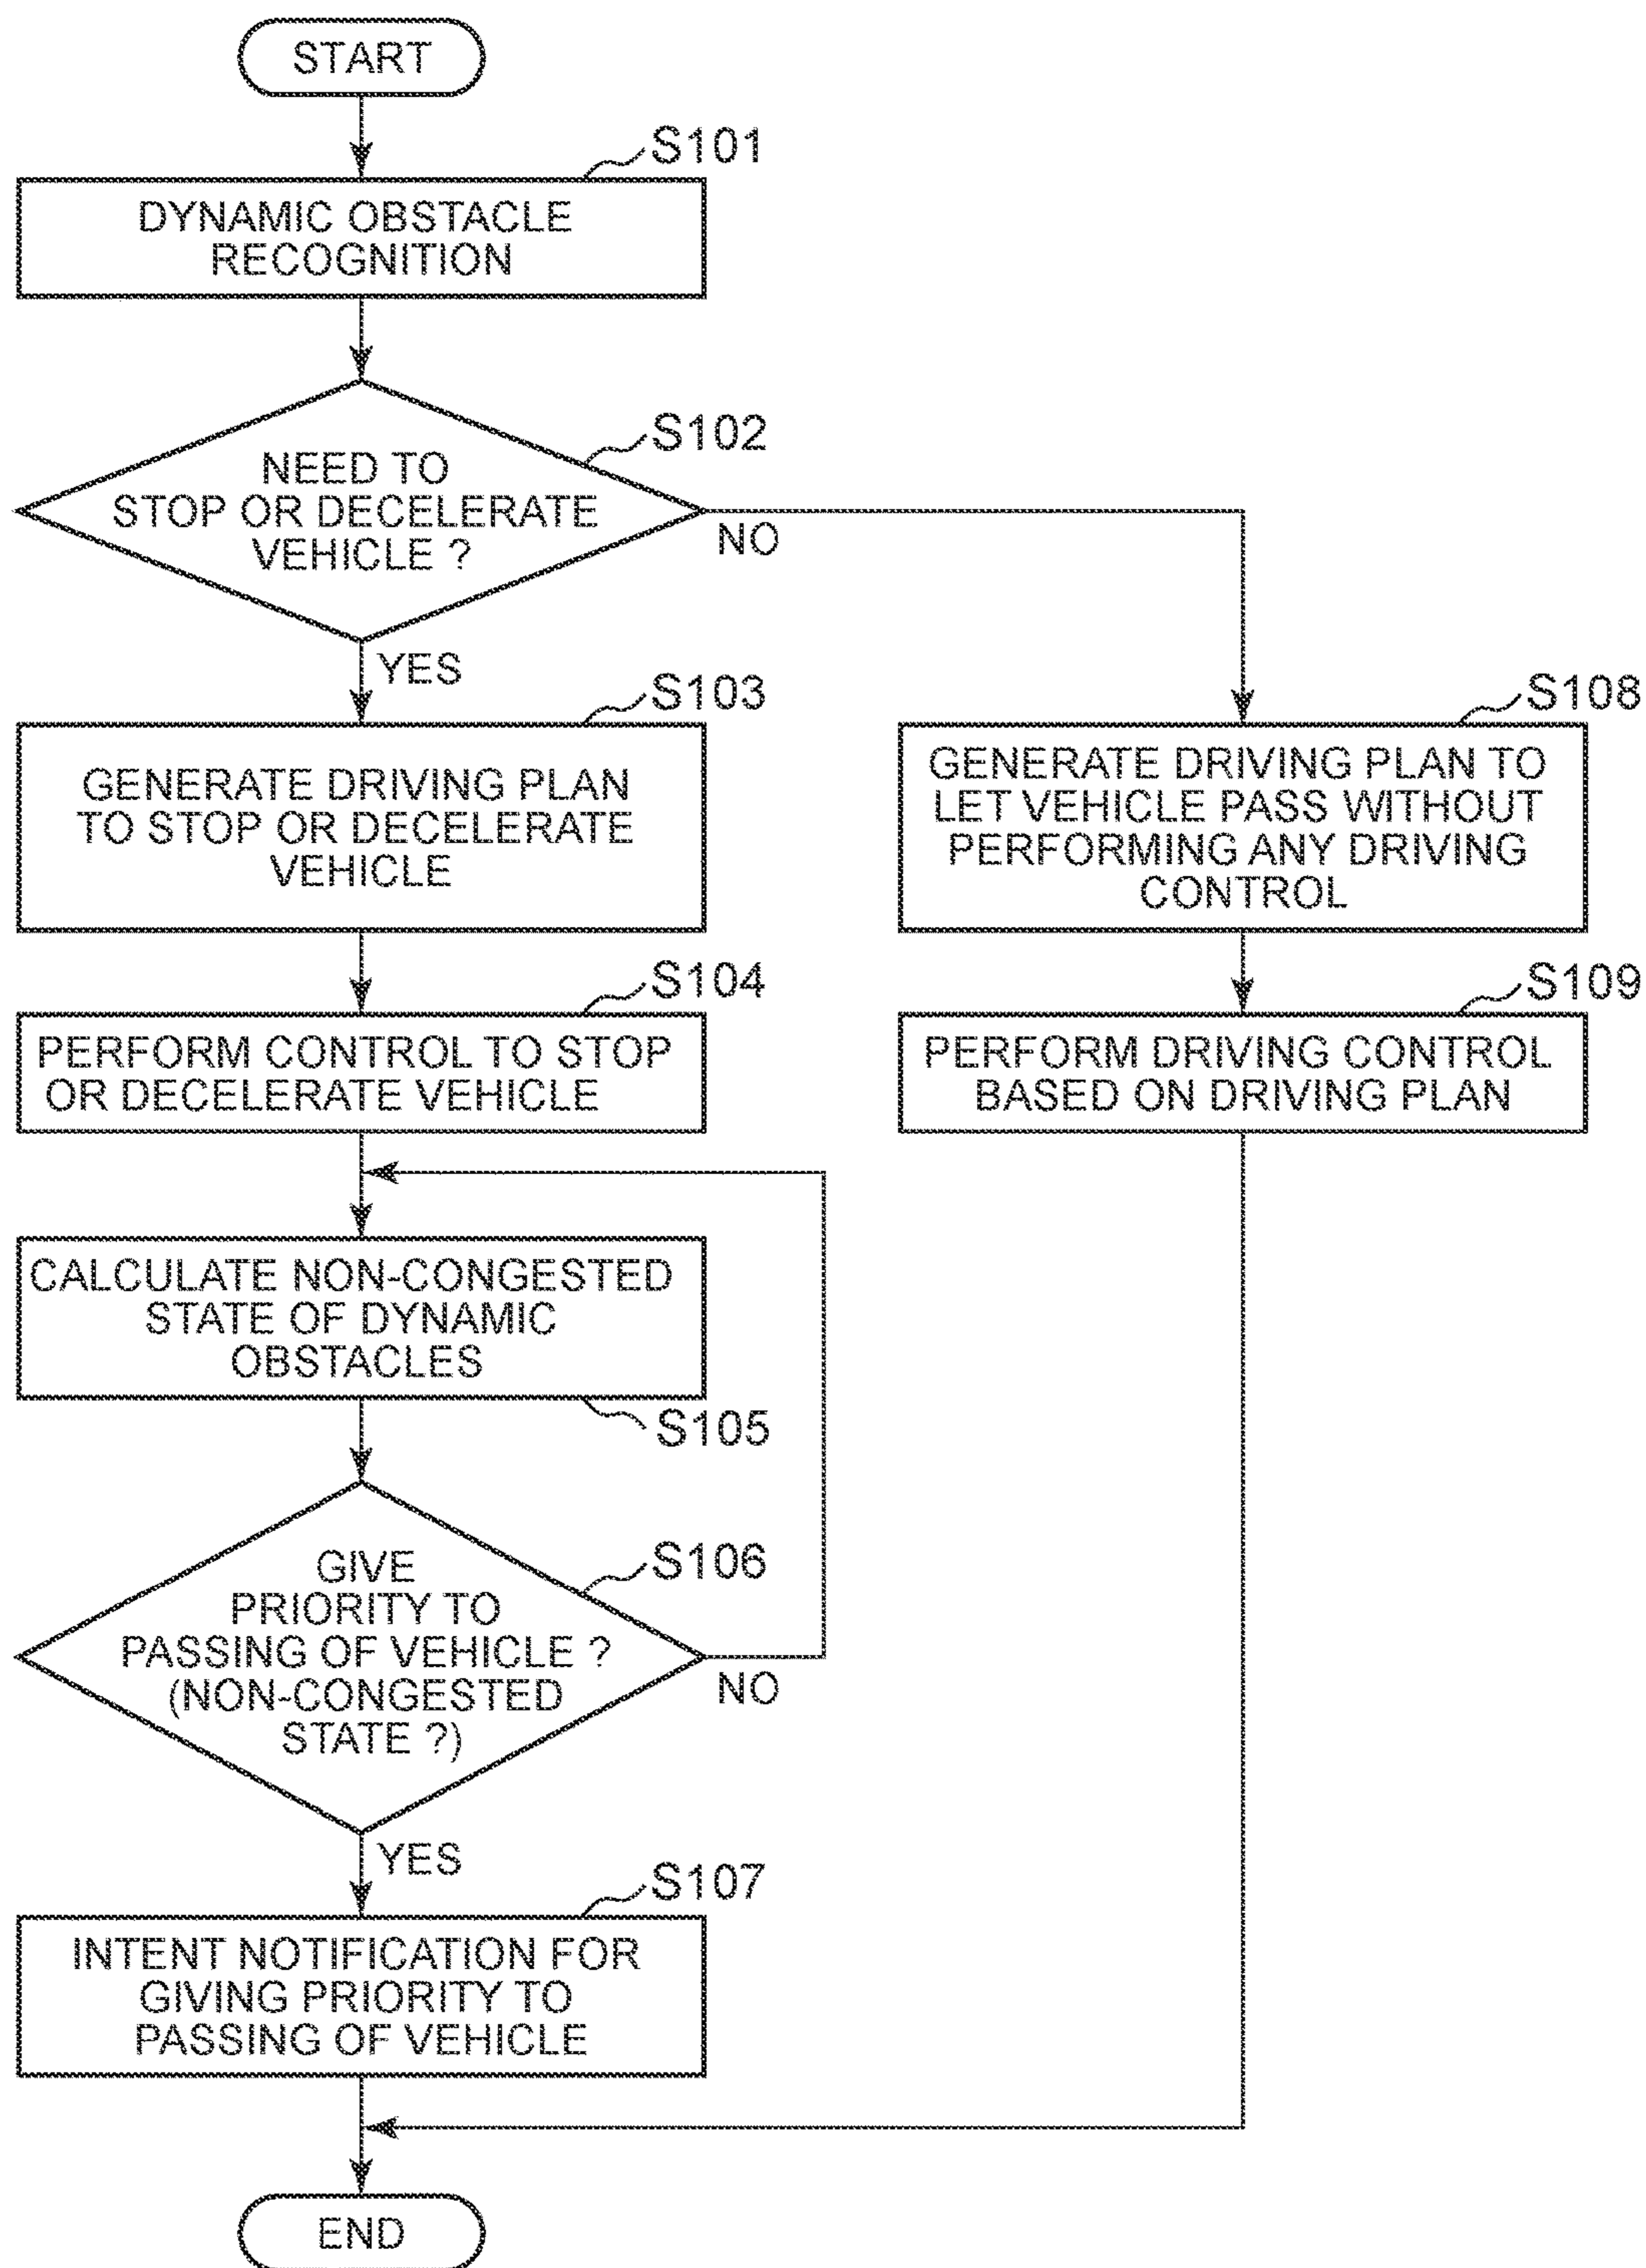 START
S101
DYNAMIC OBSTACLE
RECOGNITION
S102
NEED TO
STOP OR DECELERATE
VEHICLE ?
NO
YES
S103
GENERATE DRIVING PLAN
TO STOP OR DECELERATE
VEHICLE
S108
GENERATE DRIVING PLAN TO
LET VEHICLE PASS WITHOUT
PERFORMING ANY DRIVING
CONTROL
S104
PERFORM CONTROL TO STOP
OR DECELERATE VEHICLE
S109
PERFORM DRIVING CONTROL
BASED ON DRIVING PLAN
CALCULATE NON-CONGESTED
STATE OF DYNAMIC
OBSTACLES
S105
S106
GIVE
PRIORITY TO
PASSING OF VEHICLE ?
(NON-CONGESTED
STATE ?)
NO
YES
S107
INTENT NOTIFICATION FOR
GIVING PRIORITY TO
PASSING OF VEHICLE
END